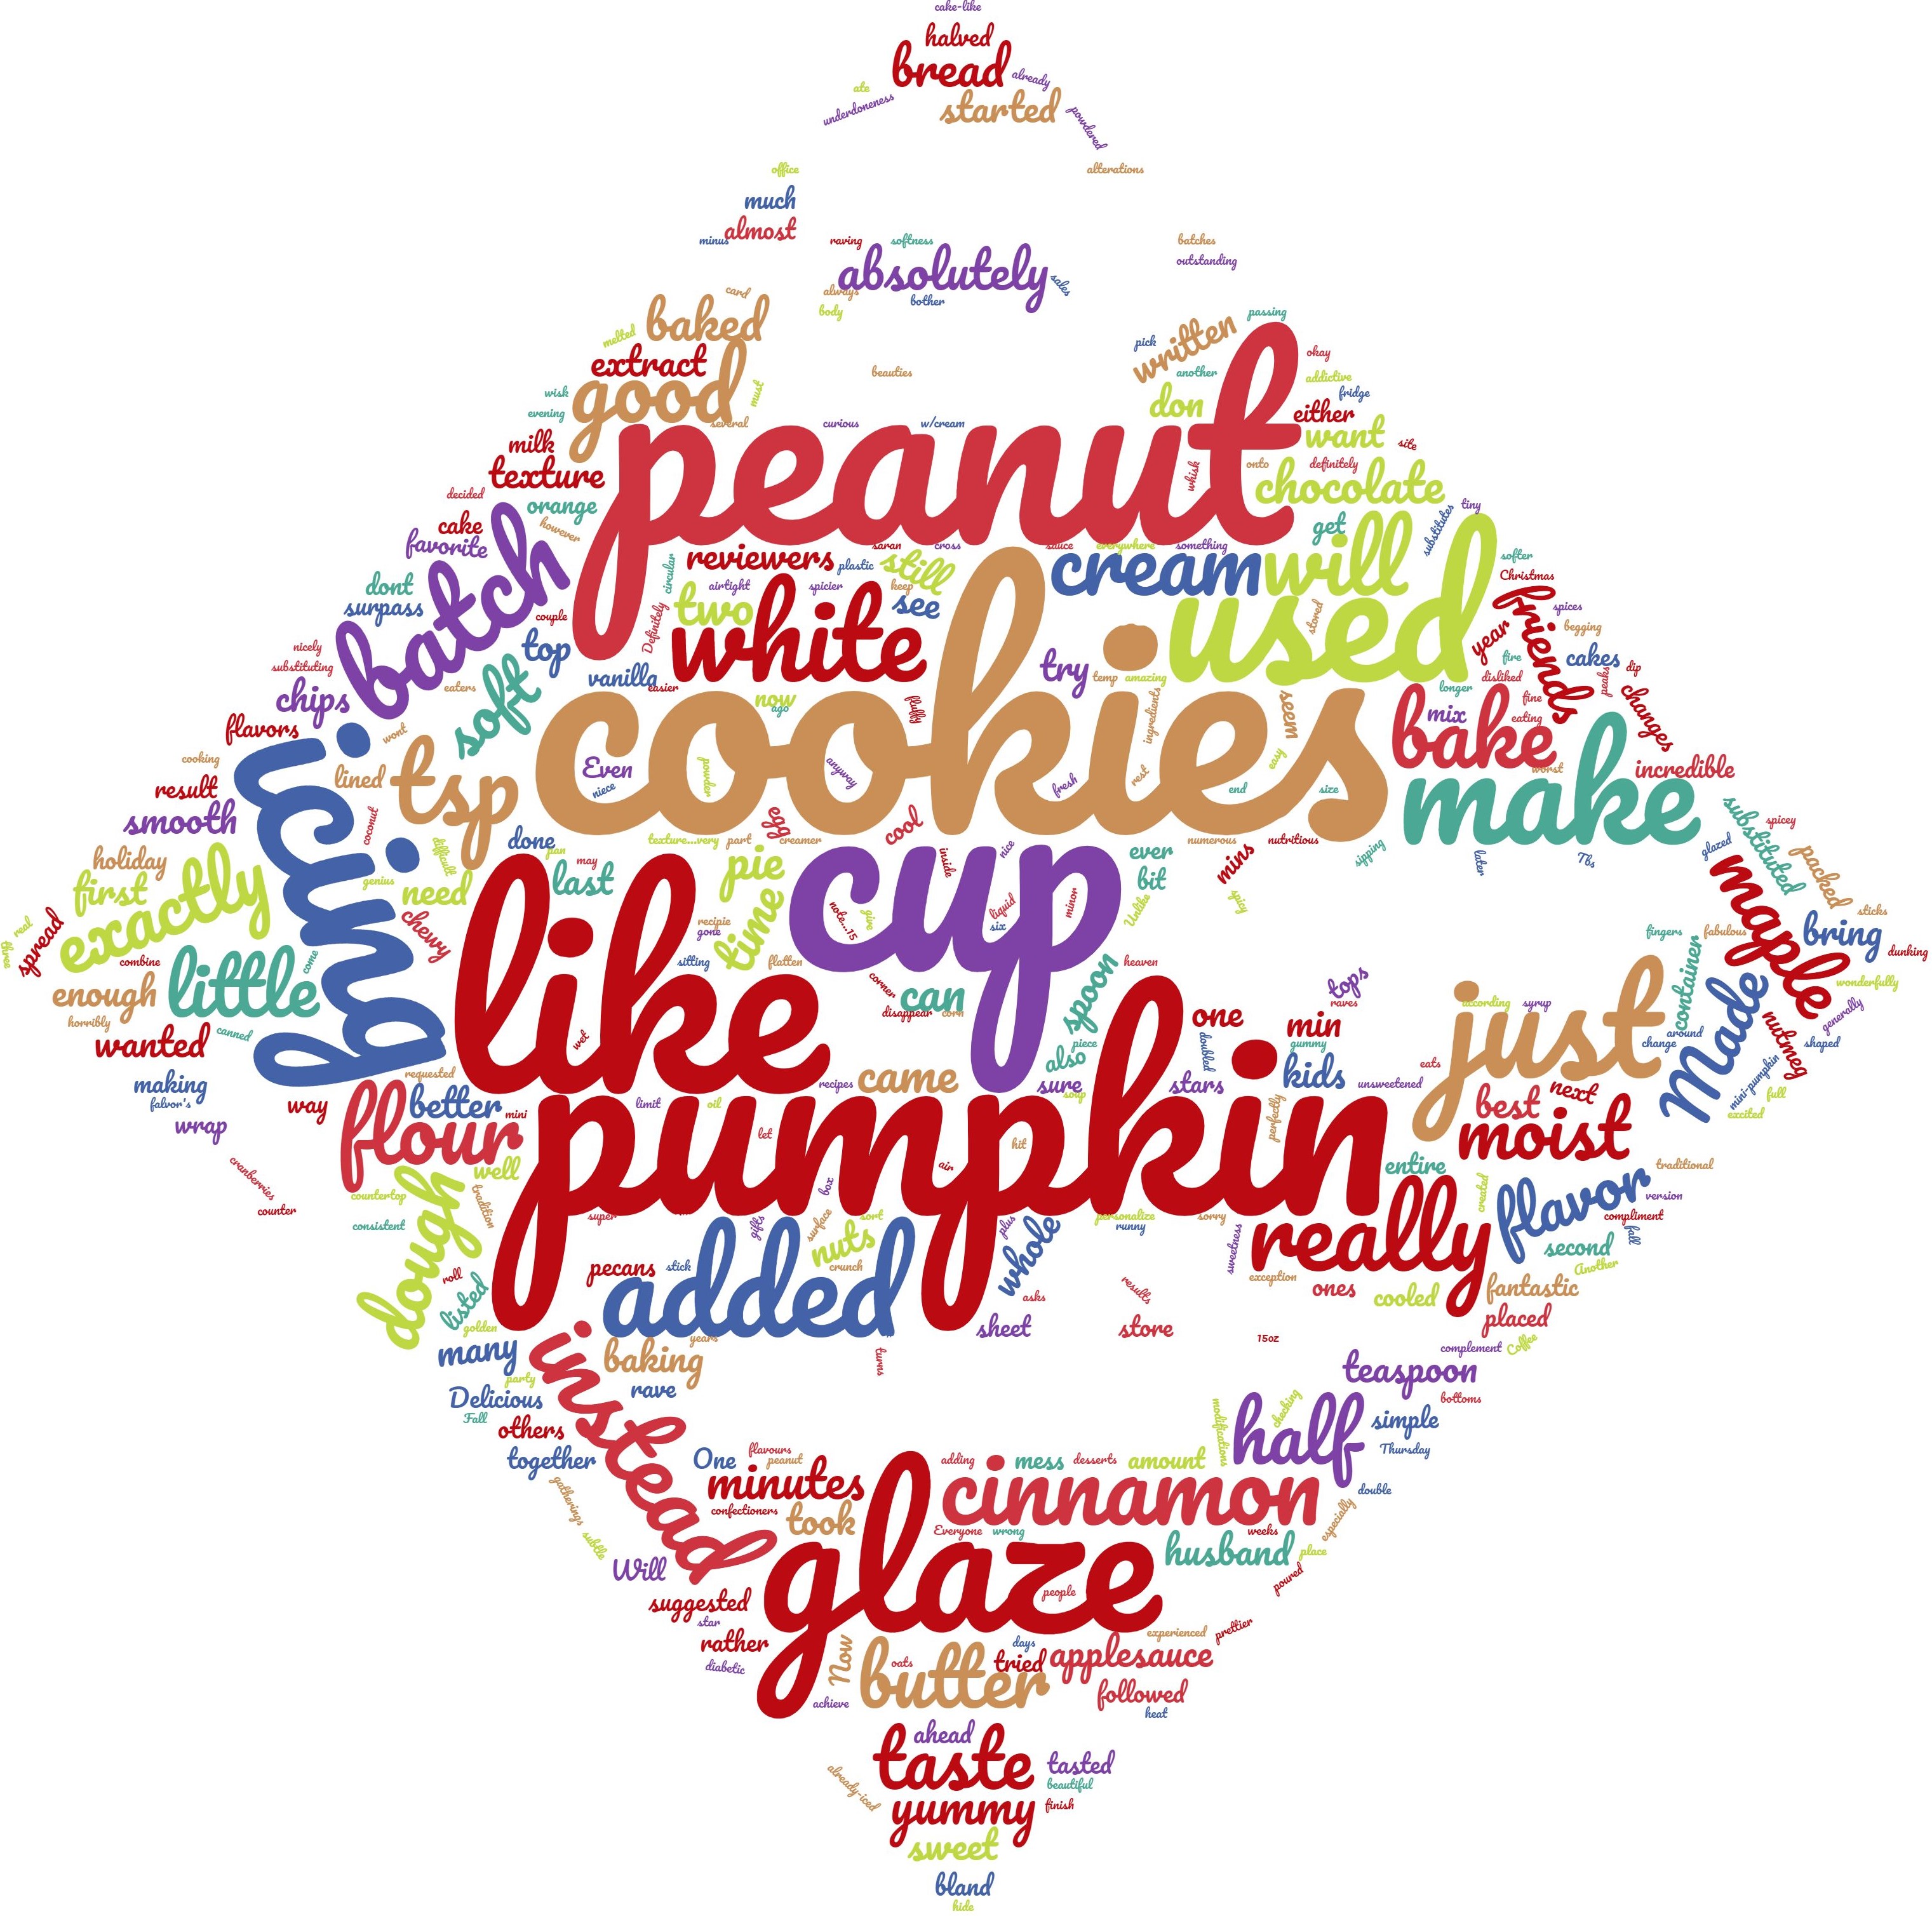 cake-like
halved
bread
already
ate
started
underdoneness
powdered
office
alterations
much
almost
minus
raving
softness
batches
absolutely
outstanding
sales
card
always
bother
body
baked
melted
passing
written
pick
okay
extract
another
beauties
addictive
good
must
wisk
fridge
evening
don
either
several
curious
w/cream
peanut
want
site
milk
texture
whisk
onto
definitely
chocolate
decided
orange
cake
however
favorite
get
substitutes
tiny
batch
saran
cross
sauce
everywhere
something
reviewers
plastic
still
cream
will
used
softer
circular
airtight
spicier
keep
dont
surpass
Christmas
friends
spices
two
white
see
couple
Definitely
stored
begging
year
nicely
top
substituting
vanilla
easier
try
temp
amazing
fire
cakes
dip
disliked
peaks
longer
chips
eaters
soft
now
ago
fluffy
cookies
ingredients
seem
bake
mix
fine
eating
changes
flavors
wont
icing
cooking
lined
tsp
Even
niece
powder
anyway
fresh
rest
easy
end
size
worst
make
incredible
result
smooth
coconut
substituted
spicey
egg
cool
done
texture...very
part
creamer
numerous
nutritious
holiday
difficult
pan
may
like
last
pie
cup
inside
nice
ever
mins
sipping
later
Tbs
glazed
packed
first
genius
need
bit
maple
exactly
chewy
time
recipie
gone
note...15
give
liquid
six
minor
Unlike
spicy
sticks
real
three
spread
bring
fingers
fabulous
dunking
combine
come
sitting
flatten
spoon
heaven
container
little
enough
corner
can
disappear
corn
tops
raves
just
according
syrup
wonderfully
horribly
canned
wanted
wet
one
min
around
change
Made
nutmeg
generally
shaped
piece
also
doubled
gummy
making
requested
recipes
came
sure
soup
stars
kids
unsweetened
eats
mini-pumpkin
full
excited
falvor's
way
flour
better
mini
limit
oil
pumpkin
best
next
wrap
let
hit
perfectly
moist
cranberries
well
air
entire
traditional
counter
countertop
tradition
box
created
flavor
version
consistent
dough
super
gifts
surface
sort
plus
personalize
runny
sorry
really
compliment
fall
added
nuts
whole
sweetness
second
Another
roll
pecans
stick
crunch
exception
listed
asks
results
ones
cooled
fantastic
golden
sheet
store
placed
15oz
many
instead
years
baking
turns
complement
Coffee
party
teaspoon
Delicious
rave
bottoms
Fall
modifications
checking
half
simple
others
together
One
flavours
peanut
adding
mess
desserts
amount
Thursday
minutes
glaze
cinnamon
double
gatherings
confectioners
took
Everyone
wrong
weeks
especially
subtle
husband
place
Will
people
poured
suggested
star
rather
Now
days
experienced
prettier
diabetic
oats
butter
tried
applesauce
achieve
followed
heat
ahead
taste
tasted
already-iced
beautiful
yummy
finish
sweet
bland
hide